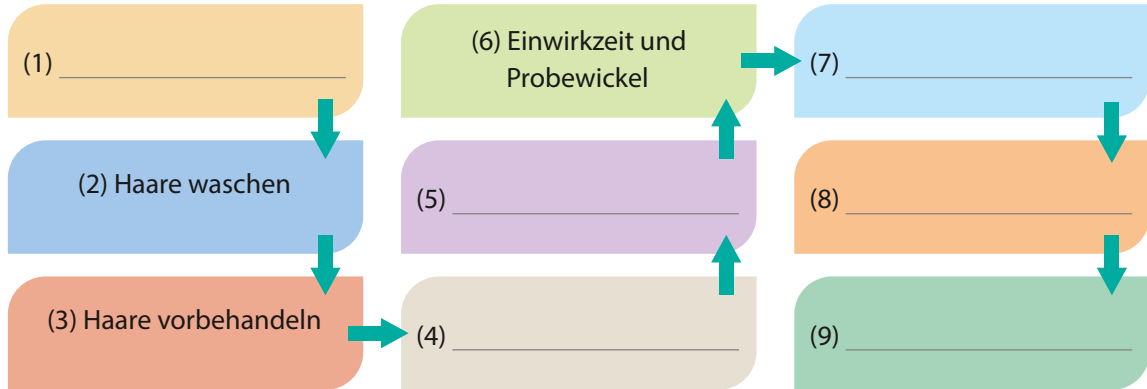 (1)
(2) Haare waschen
(3) Haare vorbehandeln
(4)
(5)
(6) Einwirkzeit und
Probewickel
(7)
(8)
(9)